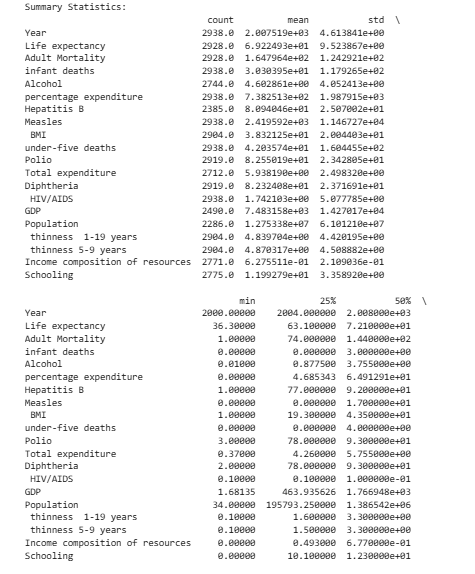 Summary Statistics:
count mean std \
Year 2938.0 2.007519e+03 4.613841e+00
Life expectancy 2928.0 6.922493e+01 9.523867e+00
Adult Mortality 2928.0 1.647964e+02 1.242921e+02
infant deaths 2938.0 3.030395e+01 1.179265e+02
Alcohol 2744.0 4.602861e+00 4.052413e+00
percentage expenditure 2938.0 7.382513e+02 1.987915e+03
Hepatitis B 2385.0 8.094046e+01 2.507002e+01
Measles 2938.0 2.419592e+03 1.146727e+04
BMI 2904.0 3.832125e+01 2.004403e+01
under-five deaths 2938.0 4.203574e+01 1.604455e+02
Polio 2919.0 8.255019e+01 2.342805e+01
Total expenditure 2712.0 5.938190e+00 2.498320e+00
Diphtheria 2919.0 8.232408e+01 2.371691e+01
HIV/AIDS 2938.0 1.742103e+00 5.077785e+00
GDP 2490.0 7.483158e+03 1.427017e+04
Population 2286.0 1.275338e+07 6.101210e+07
thinness 1-19 years 2904.0 4.839704e+00 4.420195e+00
thinness 5-9 years 2904.0 4.870317e+00 4.508882e+00
Income composition of resources 2771.0 6.275511e-01 2.109036e-01
Schooling 2775.0 1.199279e+01 3.358920e+00
min 25% 50% \
Year 2000.00000 2004.000000 2.008000e+03
Life expectancy 36.30000 63.100000 7.210000e+01
Adult Mortality 1.00000 74.000000 1.440000e+02
infant deaths 0.00000 0.000000 3.000000e+00
Alcohol 0.01000 0.877500 3.755000e+00
percentage expenditure 0.00000 4.685343 6.491291e+01
Hepatitis B 1.00000 77.000000 9.200000e+01
Measles 0.00000 0.000000 1.700000e+01
BMI 1.00000 19.300000 4.350000e+01
under-five deaths 0.00000 0.000000 4.000000e+00
Polio 3.00000 78.000000 9.300000e+01
Total expenditure 0.37000 4.260000 5.755000e+00
Diphtheria 2.00000 78.000000 9.300000e+01
HIV/AIDS 0.10000 0.100000 1.000000e-01
GDP 1.68135 463.935626 1.766948e+03
Population 34.00000 195793.250000 1.386542e+06
thinness 1-19 years 0.10000 1.600000 3.300000e+00
thinness 5-9 years 0.10000 1.500000 3.300000e+00
Income composition of resources 0.00000 0.493000 6.770000e-01
Schooling 0.00000 10.100000 1.230000e+01